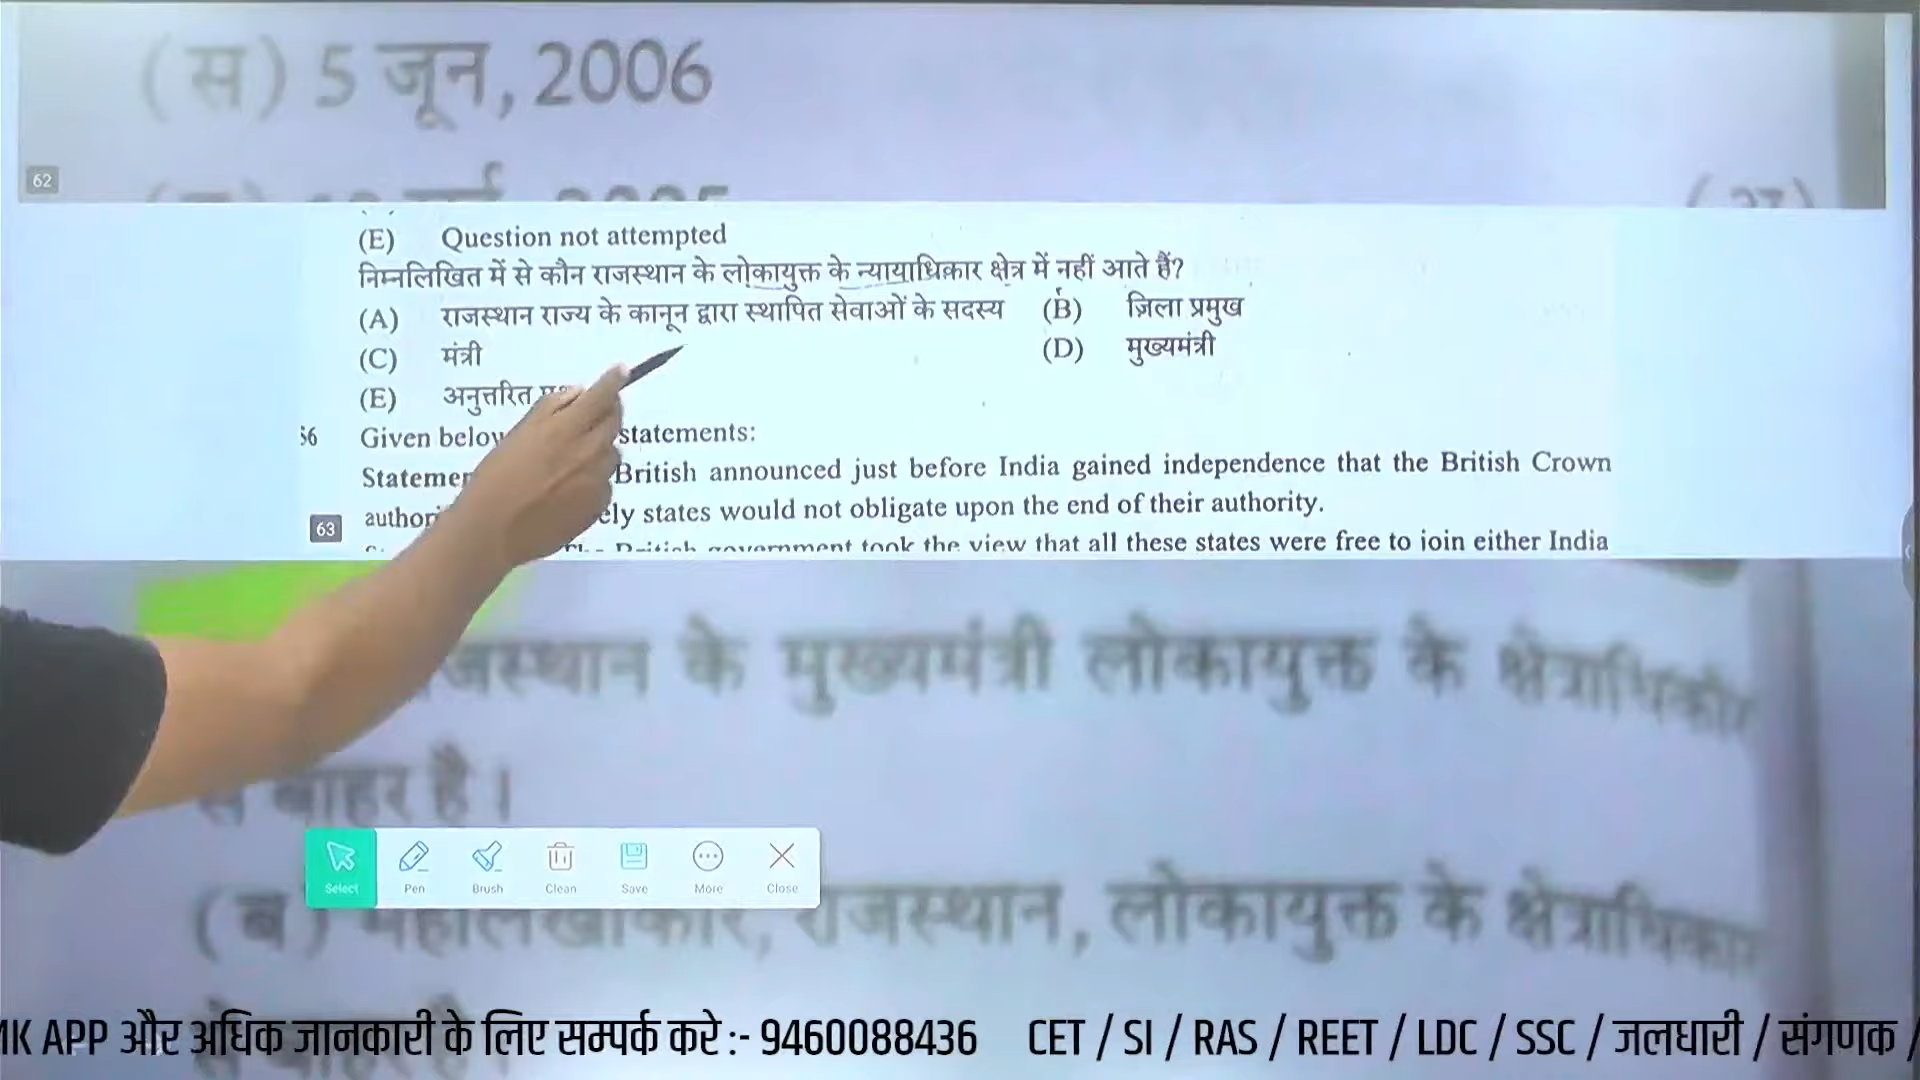 (स) 5 जून, 2006
62
(E) Question not attempted
निम्नलिखित में से कौन राजस्थान के लोकायुक्त के न्यायाधिकार क्षेत्र में नहीं आते हैं?
(A) राजस्थान राज्य के कानून द्वारा स्थापित सेवाओं के सदस्य (B) ज़िला प्रमुख
(C) मंत्री (D) मुख्यमंत्री
(E) अनुत्तरित
56 Given below statements:
British announced just before India gained independence that the British Crown
states would not obligate upon the end of their authority.
63
government took the view that all these states were free to join either India
के मुख्यमंत्री लोकायुक्त के क्षेत्राधिकार
से बाहर है।
Select Pen Brush Clean Save More Close
(ब) महालेखाकार, राजस्थान, लोकायुक्त के क्षेत्राधिकार
से बाहर है।
APP और अधिक जानकारी के लिए सम्पर्क करे :- 9460088436 CET / SI / RAS / REET / LDC / SSC / जलधारी / संगणक /